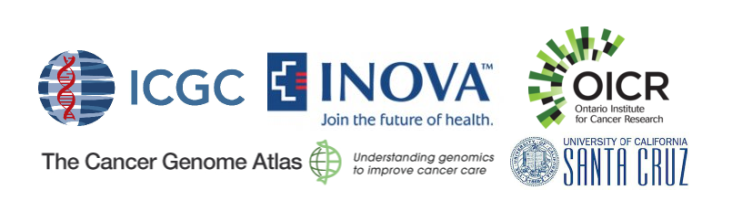 ICGC
INOVA™
Join the future of health.
OICR
Ontario Institute
for Cancer Research
The Cancer Genome Atlas
Understanding genomics
to improve cancer care
UNIVERSITY OF CALIFORNIA
SANTA CRUZ